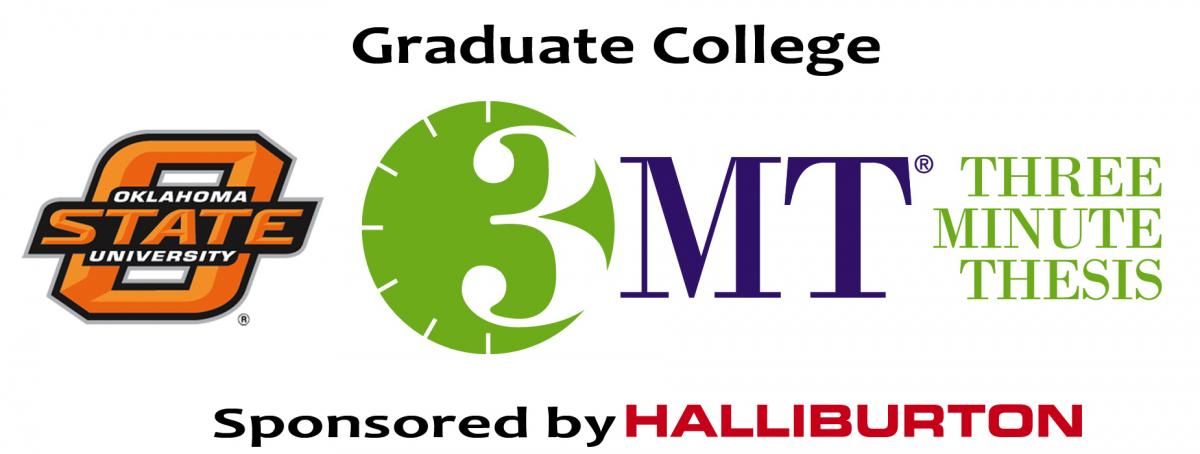 Graduate College
OKLAHOMA
STATE
UNIVERSITY
®
3MT®
THREE
MINUTE
THESIS
Sponsored by HALLIBURTON